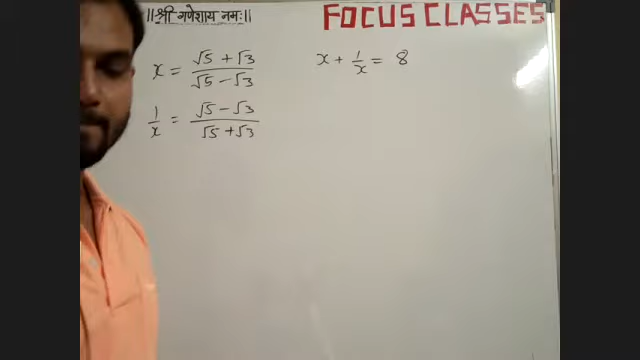 ||श्री गणेशाय नमः||
FOCUS CLASSES
x = √5 + √3 / √5 - √3
x + 1/x = 8
1/x = √5 - √3 / √5 + √3